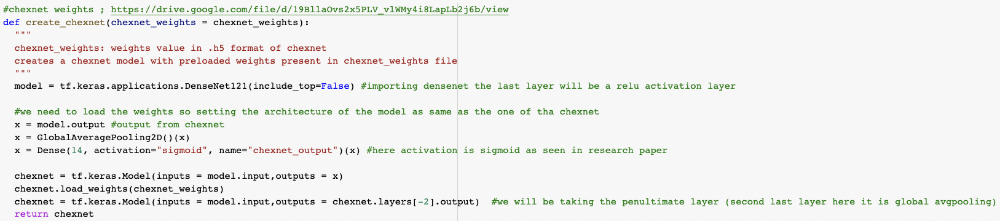 #chexnet weights ; https://drive.google.com/file/d/19BllaOvs2x5PLV_vlWMy4i8LapLb2j6b/view
def create_chexnet(chexnet_weights = chexnet_weights):
  """
  chexnet_weights: weights value in .h5 format of chexnet
  creates a chexnet model with preloaded weights present in chexnet_weights file
  """
  model = tf.keras.applications.DenseNet121(include_top=False) #importing densenet the last layer will be a relu activation layer
  #we need to load the weights so setting the architecture of the model as same as the one of tha chexnet
  x = model.output #output from chexnet
  x = GlobalAveragePooling2D()(x)
  x = Dense(14, activation="sigmoid", name="chexnet_output")(x) #here activation is sigmoid as seen in research paper
  chexnet = tf.keras.Model(inputs = model.input,outputs = x)
  chexnet.load_weights(chexnet_weights)
  chexnet = tf.keras.Model(inputs = model.input,outputs = chexnet.layers[-2].output)  #we will be taking the penultimate layer (second last layer here it is global avgpooling)
  return chexnet